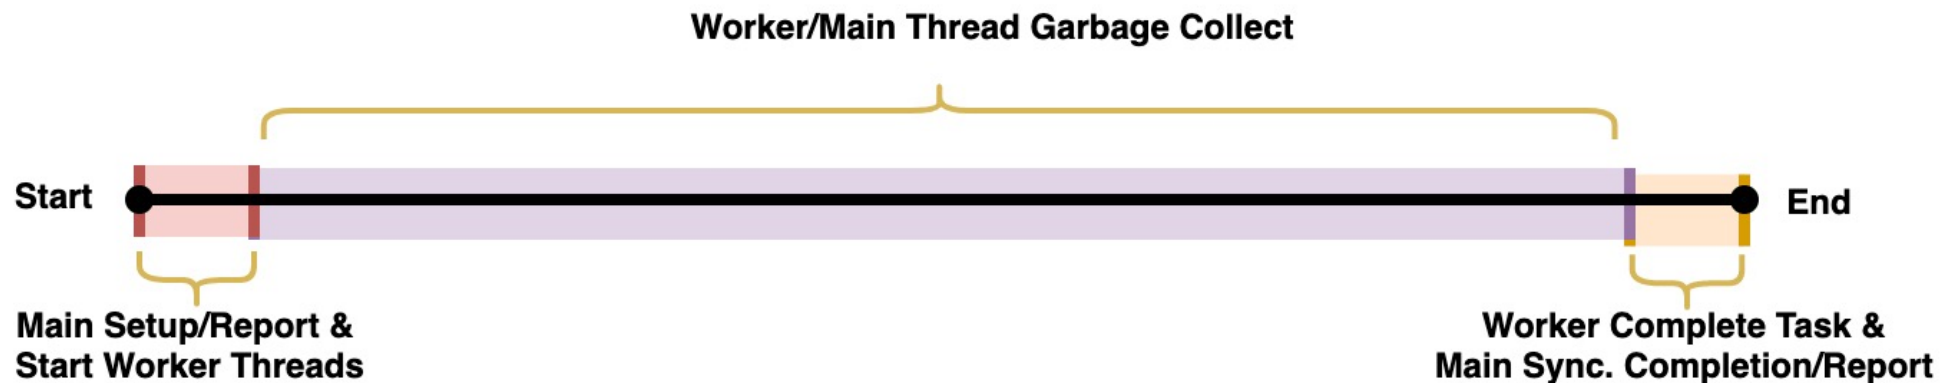 Worker/Main Thread Garbage Collect
Start
End
Main Setup/Report &
Start Worker Threads
Worker Complete Task &
Main Sync. Completion/Report